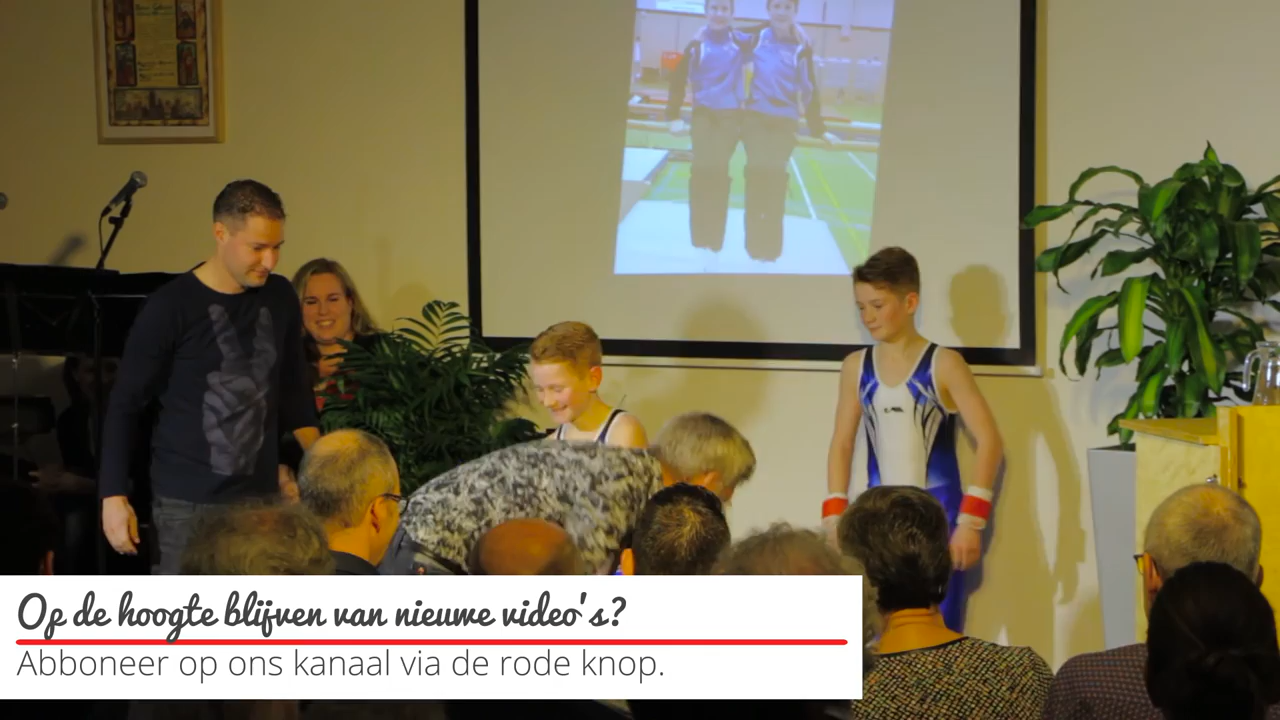 Op de hoogte blijven van nieuwe video's?
Abboneer op ons kanaal via de rode knop.